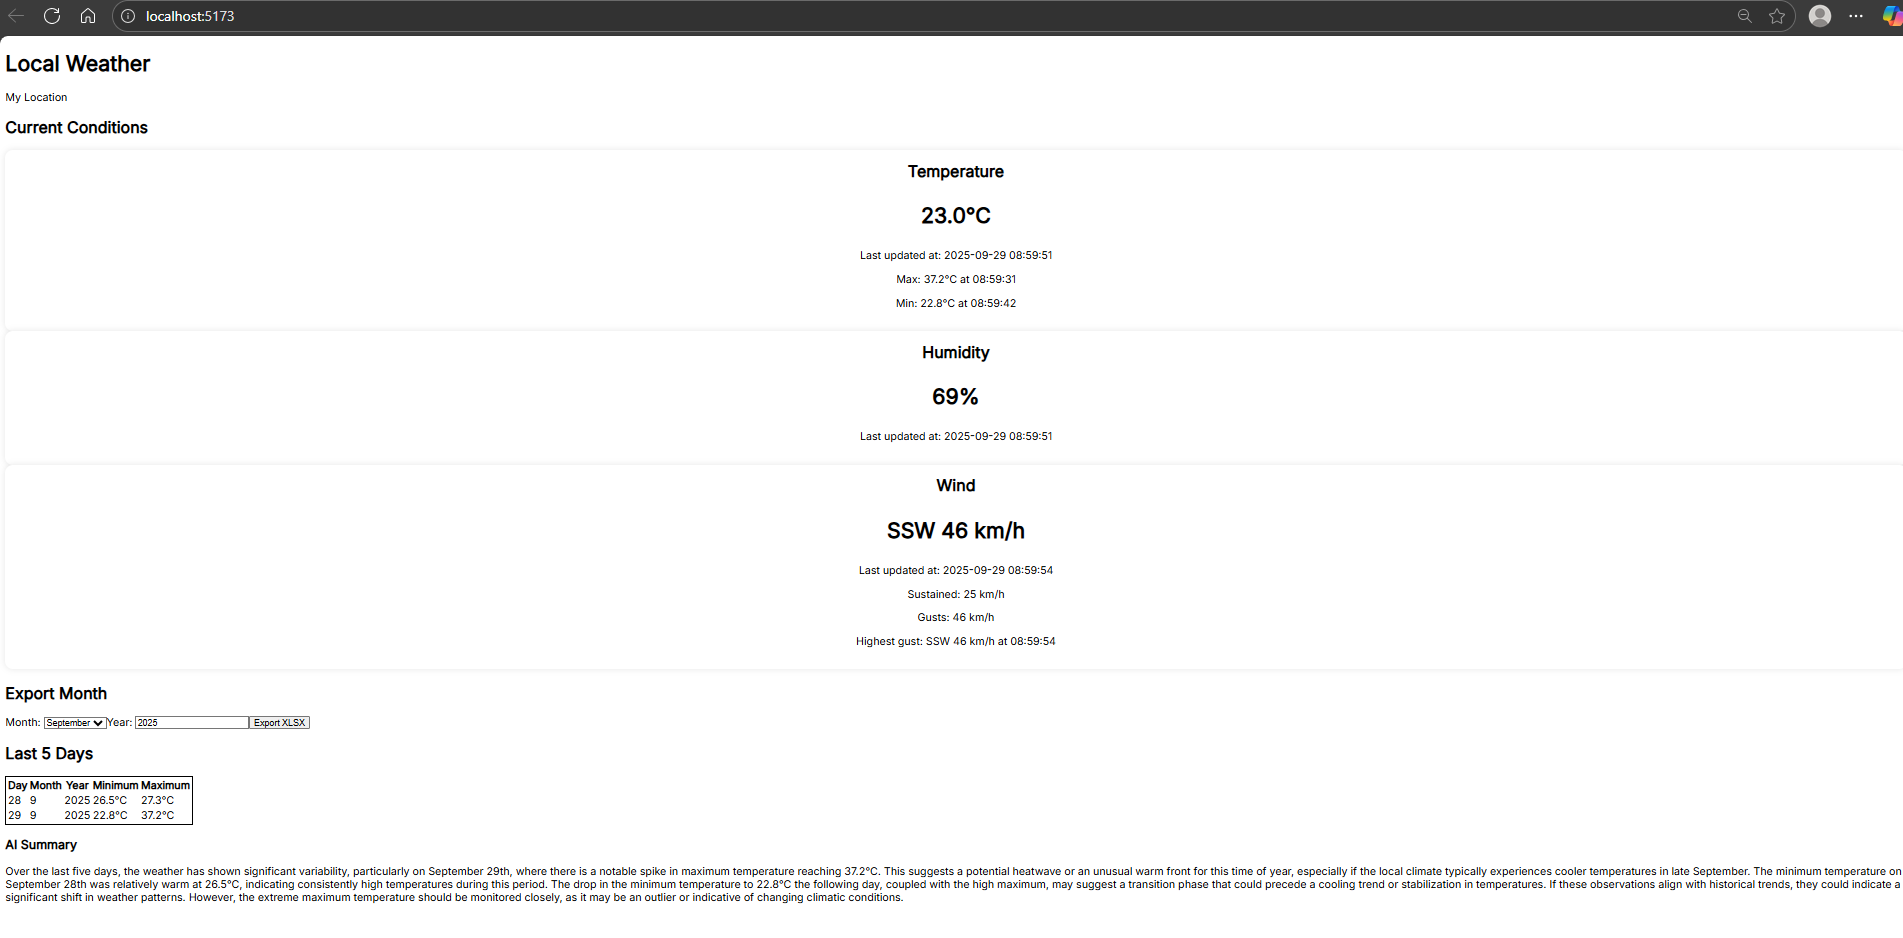 localhost:5173
Local Weather
My Location
Current Conditions
Temperature
23.0°C
Last updated at: 2025-09-29 08:59:51
Max: 37.2°C at 08:59:31
Min: 22.8°C at 08:59:42
Humidity
69%
Last updated at: 2025-09-29 08:59:51
Wind
SSW 46 km/h
Last updated at: 2025-09-29 08:59:54
Sustained: 25 km/h
Gusts: 46 km/h
Highest gust: SSW 46 km/h at 08:59:54
Export Month
Month: September Year: 2025 Export XLSX
Last 5 Days
Day Month Year Minimum Maximum
28 9 2025 26.5°C 27.3°C
29 9 2025 22.8°C 37.2°C
AI Summary
Over the last five days, the weather has shown significant variability, particularly on September 29th, where there is a notable spike in maximum temperature reaching 37.2°C. This suggests a potential heatwave or an unusual warm front for this time of year, especially if the local climate typically experiences cooler temperatures in late September. The minimum temperature on
September 28th was relatively warm at 26.5°C, indicating consistently high temperatures during this period. The drop in the minimum temperature to 22.8°C the following day, coupled with the high maximum, may suggest a transition phase that could precede a cooling trend or stabilization in temperatures. If these observations align with historical trends, they could indicate a
significant shift in weather patterns. However, the extreme maximum temperature should be monitored closely, as it may be an outlier or indicative of changing climatic conditions.